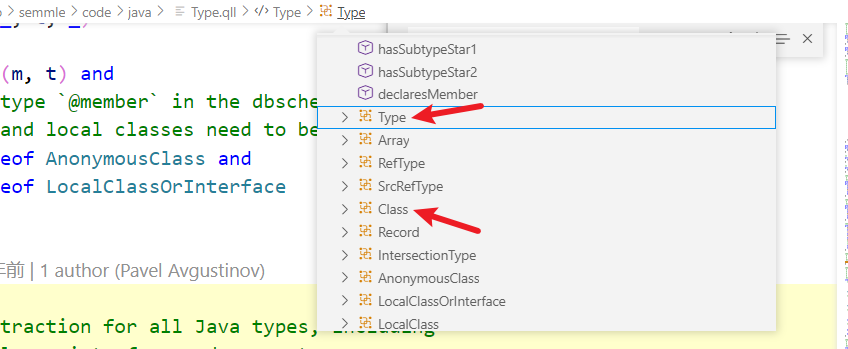 semmle > code > java > Type.qll > Type > Type
(m, t) and
type `@member` in the dbsche
and local classes need to be
eof AnonymousClass and
eof LocalClassOrInterface
年前 | 1 author (Pavel Avgustinov)
traction for all Java types, including
hasSubtypeStar1
hasSubtypeStar2
declaresMember
Type
Array
RefType
SrcRefType
Class
Record
IntersectionType
AnonymousClass
LocalClassOrInterface
LocalClass